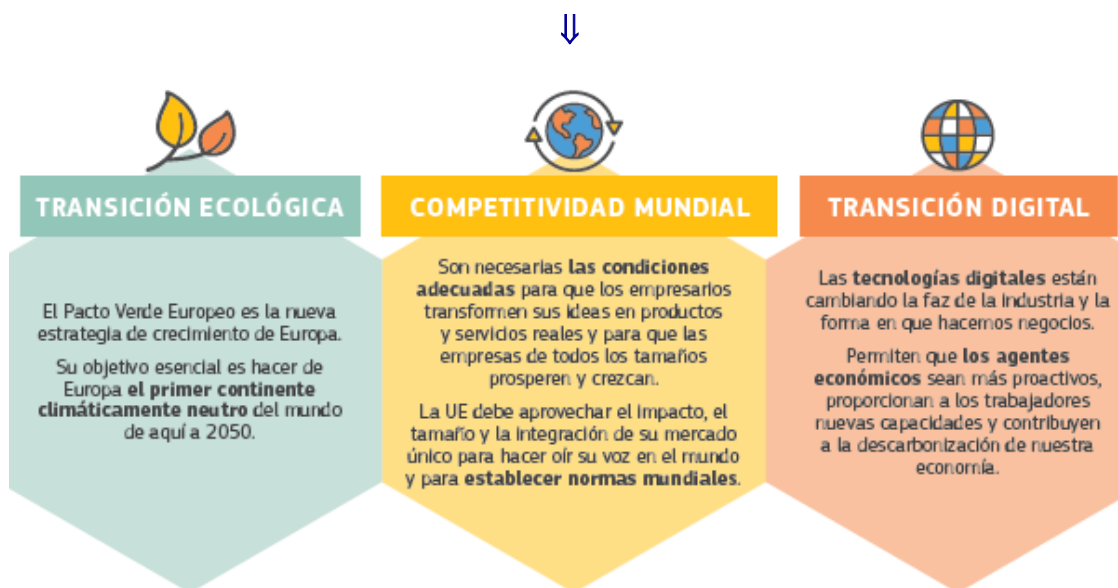 ⇓
TRANSICIÓN ECOLÓGICA
El Pacto Verde Europeo es la nueva
estrategia de crecimiento de Europa.
Su objetivo esencial es hacer de
Europa el primer continente
climáticamente neutro del mundo
de aquí a 2050.
COMPETITIVIDAD MUNDIAL
Son necesarias las condiciones
adecuadas para que los empresarios
transformen sus ideas en productos
y servicios reales y para que las
empresas de todos los tamaños
prosperen y crezcan.
La UE debe aprovechar el impacto, el
tamaño y la integración de su mercado
único para hacer oír su voz en el mundo
y para establecer normas mundiales.
TRANSICIÓN DIGITAL
Las tecnologías digitales están
cambiando la faz de la industria y la
forma en que hacemos negocios.
Permiten que los agentes
económicos sean más proactivos,
proporcionan a los trabajadores
nuevas capacidades y contribuyen
a la descarbonización de nuestra
economía.